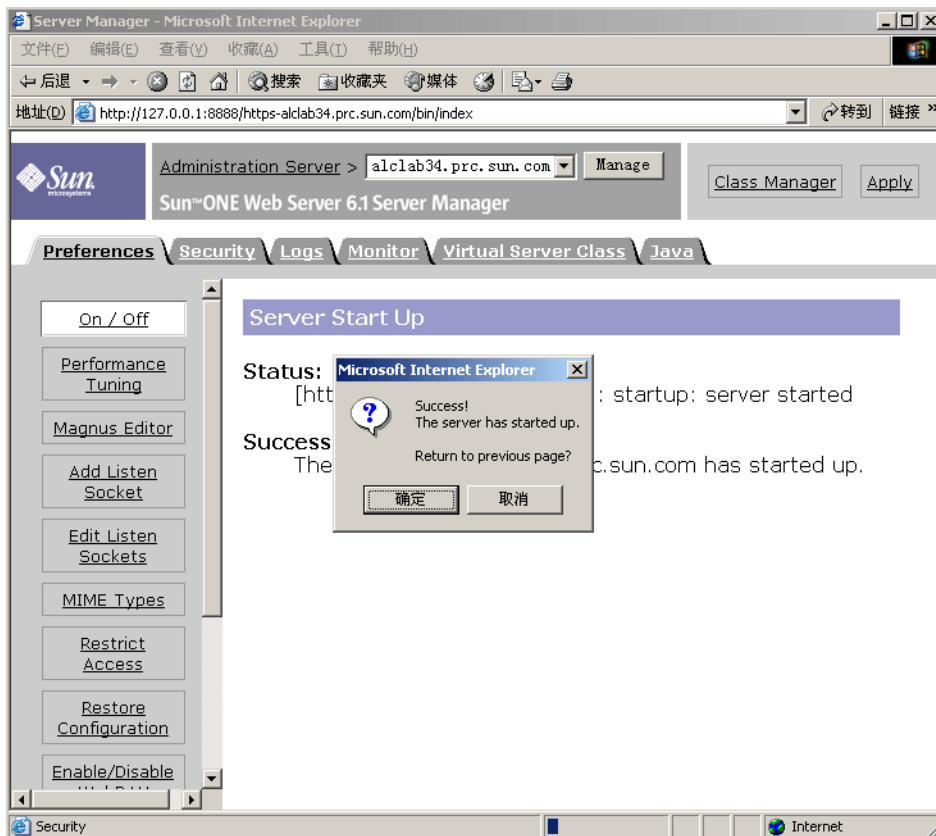 Server Manager - Microsoft Internet Explorer
文件(F) 编辑(E) 查看(V) 收藏(A) 工具(T) 帮助(H)
后退 搜索 收藏夹 媒体
地址(D) http://127.0.0.1:8888/https-alclab34.prc.sun.com/bin/index 转到 链接 »
Sun microsystems
Administration Server > alclab34.prc.sun.com Manage
Class Manager Apply
Sun™ONE Web Server 6.1 Server Manager
Preferences Security Logs Monitor Virtual Server Class Java
On / Off
Performance
Tuning
Magnus Editor
Add Listen
Socket
Edit Listen
Sockets
MIME Types
Restrict
Access
Restore
Configuration
Enable/Disable
Server Start Up
Status:
[htt : startup: server started
Success
The c.sun.com has started up.
Microsoft Internet Explorer
Success!
The server has started up.
Return to previous page?
确定 取消
Security Internet